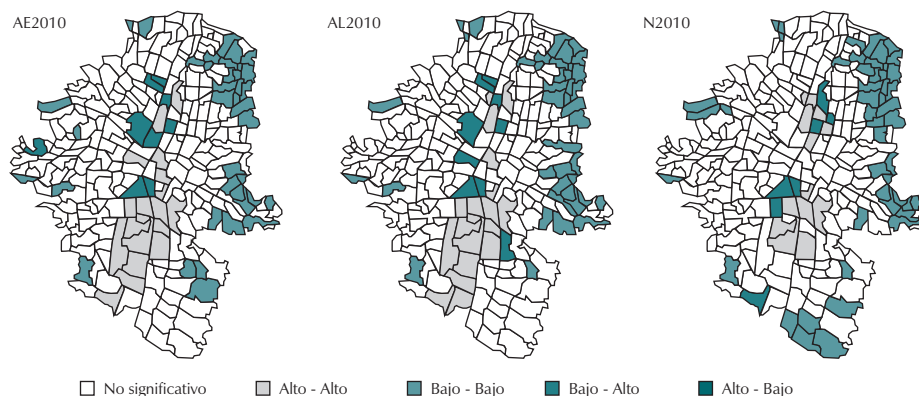 AE2010
AL2010
N2010
No significativo
Alto - Alto
Bajo - Bajo
Bajo - Alto
Alto - Bajo